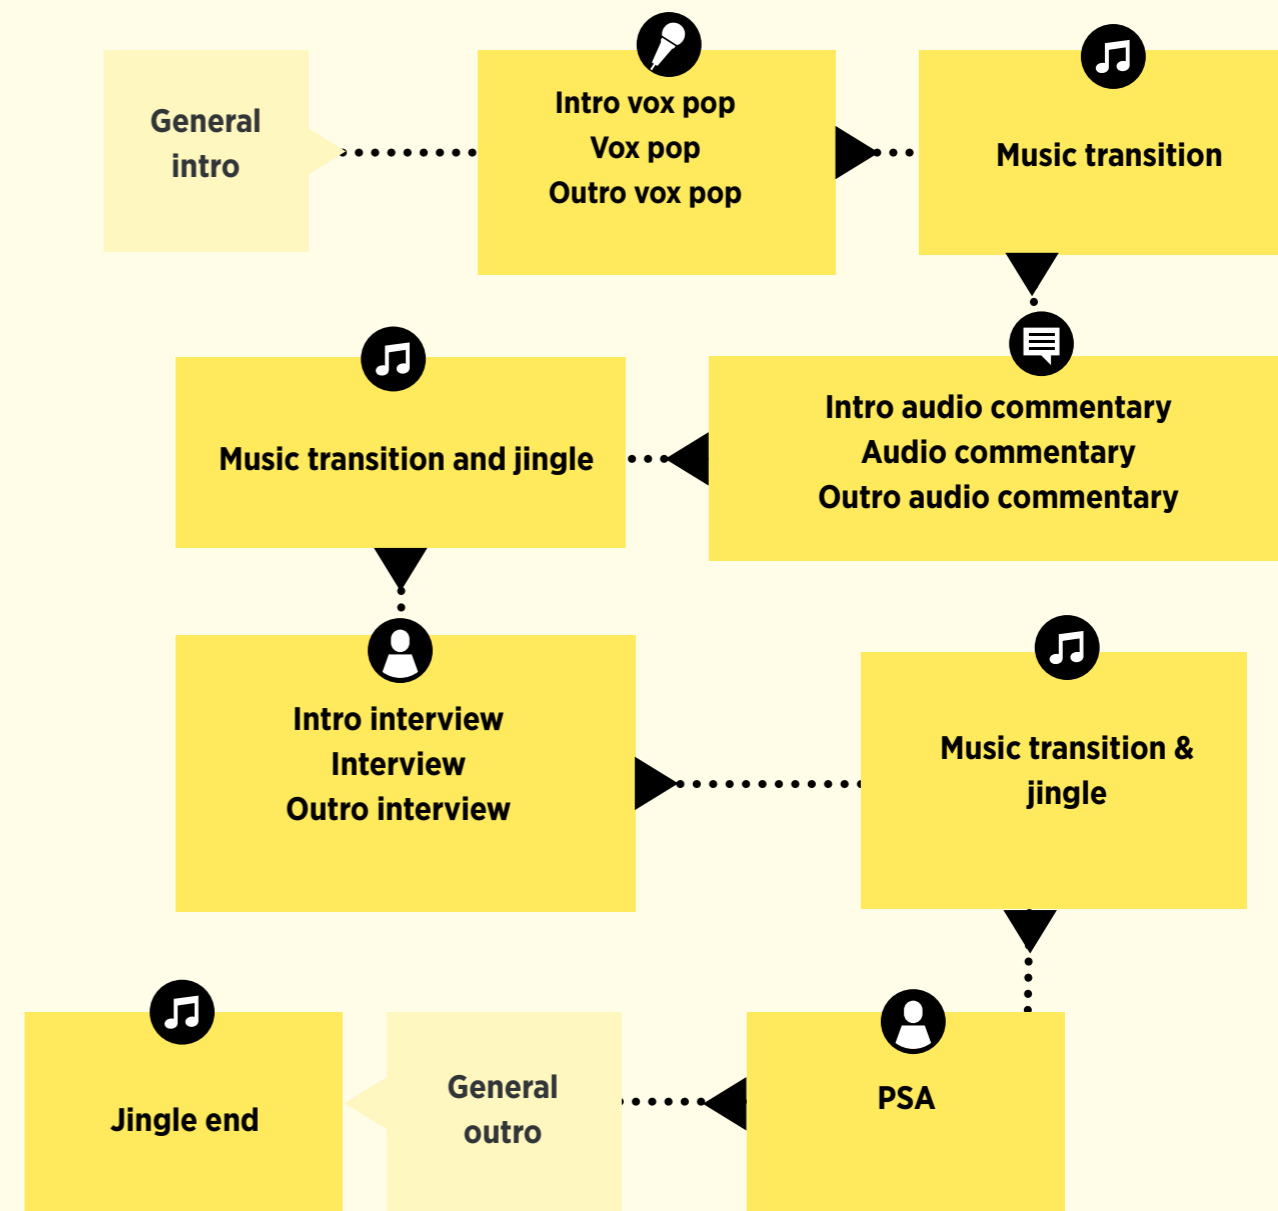 General
intro
Intro vox pop
Vox pop
Outro vox pop
Music transition
Intro audio commentary
Audio commentary
Outro audio commentary
Music transition and jingle
Intro interview
Interview
Outro interview
Music transition &
jingle
PSA
General
outro
Jingle end